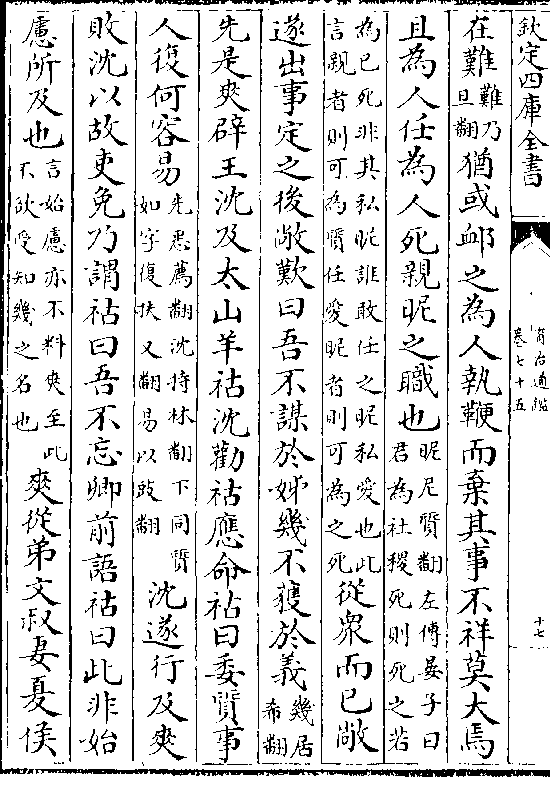 欽定四庫全書
資治通鑑
卷七十五
十七
在難難乃旦翻猶或䘏之為人執鞭而棄其事不祥莫大焉
且為人任為人死親昵之職也昵尼質翻左傳晏子曰君為社稷死則死之若
為已死非其私昵誰敢任之昵私愛也此言親者則可為質任愛昵者則可為之死從衆而已敞
遂出事定之後敞歎曰吾不謀於姊幾不獲於義幾居希翻
先是爽辟王沈及太山羊祜沈勸祜應命祜曰委質事
人復何容易先悉薦翻沈持林翻下同質如字復扶又翻易以豉翻沈遂行及爽
敗沈以故吏免乃謂祜曰吾不忘卿前語祜曰此非始
慮所及也言始慮亦不料爽至此不欲受知幾之名也爽從弟文叔妻夏侯